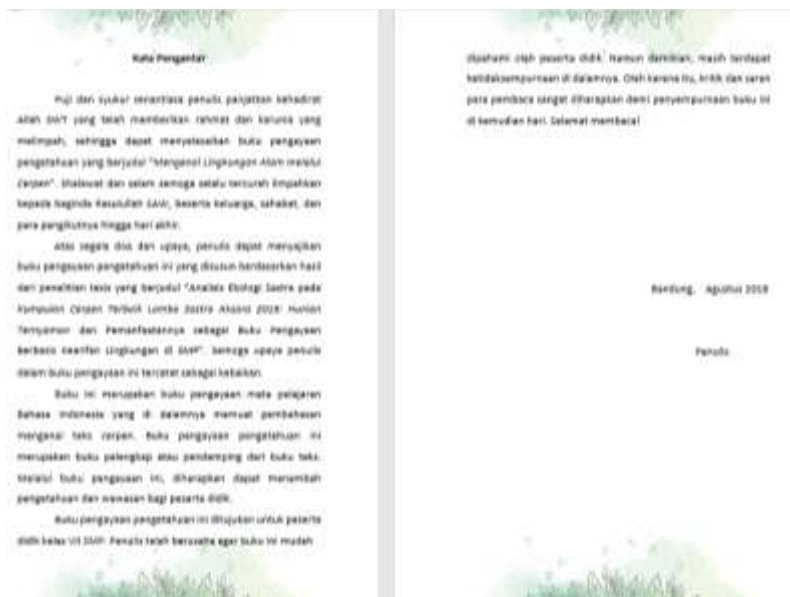 Kata Pengantar
Puji dan syukur senantiasa penulis panjatkan kehadirat
Allah SWT yang telah memberikan rahmat dan karunia yang
melimpah, sehingga dapat menyelesaikan buku pengayaan
pengetahuan yang berjudul "Mengenal Lingkungan Alam melalui
Cerpen". Shalawat dan salam semoga selalu tercurah limpahkan
kepada baginda Rasulullah SAW, beserta keluarga, sahabat, dan
para pengikutnya hingga hari akhir.
Atas segala doa dan upaya, penulis dapat menyajikan
buku pengayaan pengetahuan ini yang disusun berdasarkan hasil
dari penelitian tesis yang berjudul "Analisis Ekologi Sastra pada
Kumpulan Cerpen Terbaik Lomba Sastra Aksara 2018: Hunian
Ternyaman dan Pemanfaatannya sebagai Buku Pengayaan
Berbasis Kearifan Lingkungan di SMP". Semoga upaya penulis
dalam buku pengayaan ini tercatat sebagai kebaikan.
Buku ini merupakan buku pengayaan mata pelajaran
Bahasa Indonesia yang di dalamnya memuat pembahasan
mengenai teks cerpen. Buku pengayaan pengetahuan ini
merupakan buku pelengkap atau pendamping dari buku teks.
Melalui buku pengayaan ini, diharapkan dapat menambah
pengetahuan dan wawasan bagi peserta didik.
Buku pengayaan pengetahuan ini ditujukan untuk peserta
didik kelas VII SMP. Penulis telah berusaha agar buku ini mudah
dipahami oleh peserta didik. Namun demikian, masih terdapat
ketidaksempurnaan di dalamnya. Oleh karena itu, kritik dan saran
para pembaca sangat diharapkan demi penyempurnaan buku ini
di kemudian hari. Selamat membaca!
Bandung, Agustus 2019
Penulis